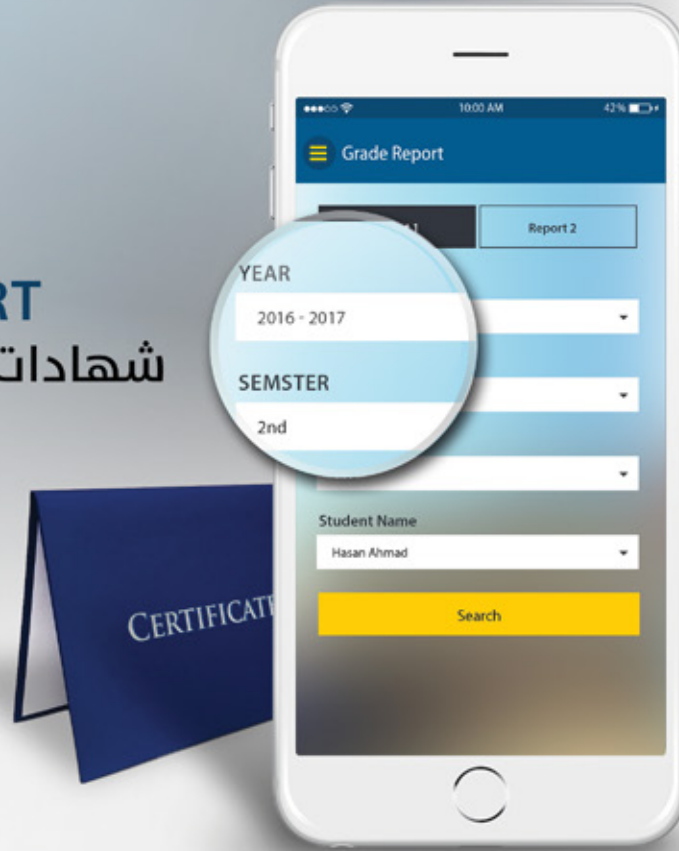 10:00 AM 42%
Grade Report
Report 2
YEAR
2016 - 2017
SEMSTER
2nd
Student Name
Hasan Ahmad
Search
RT
شهادات
CERTIFICATE